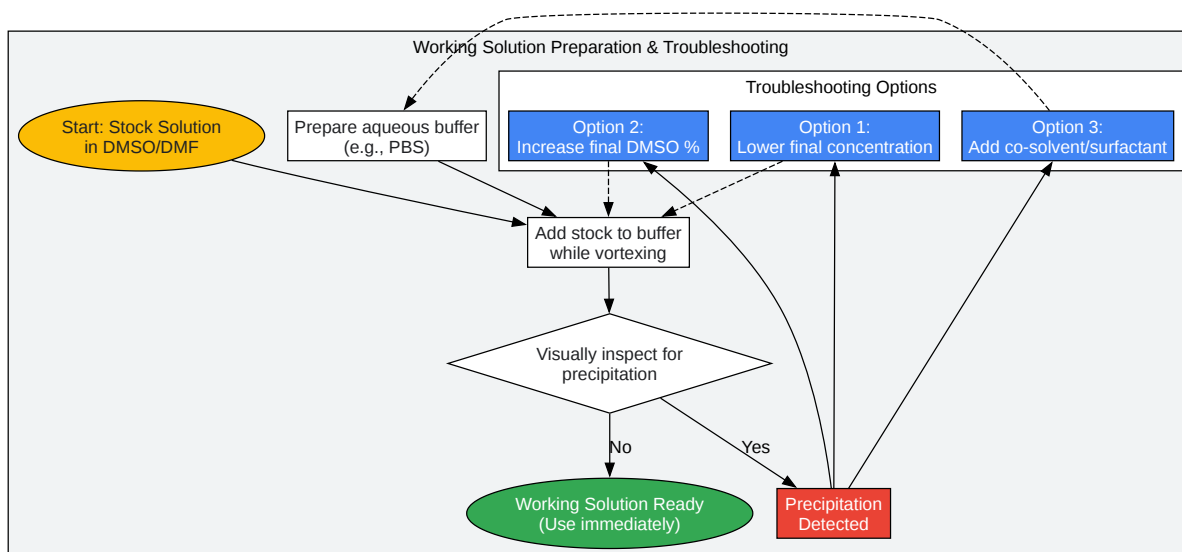 Working Solution Preparation & Troubleshooting
Troubleshooting Options
Start: Stock Solution
in DMSO/DMF
Prepare aqueous buffer
(e.g., PBS)
Option 2:
Increase final DMSO %
Option 1:
Lower final concentration
Option 3:
Add co-solvent/surfactant
Add stock to buffer
while vortexing
Visually inspect for
precipitation
No
Yes
Working Solution Ready
(Use immediately)
Precipitation
Detected